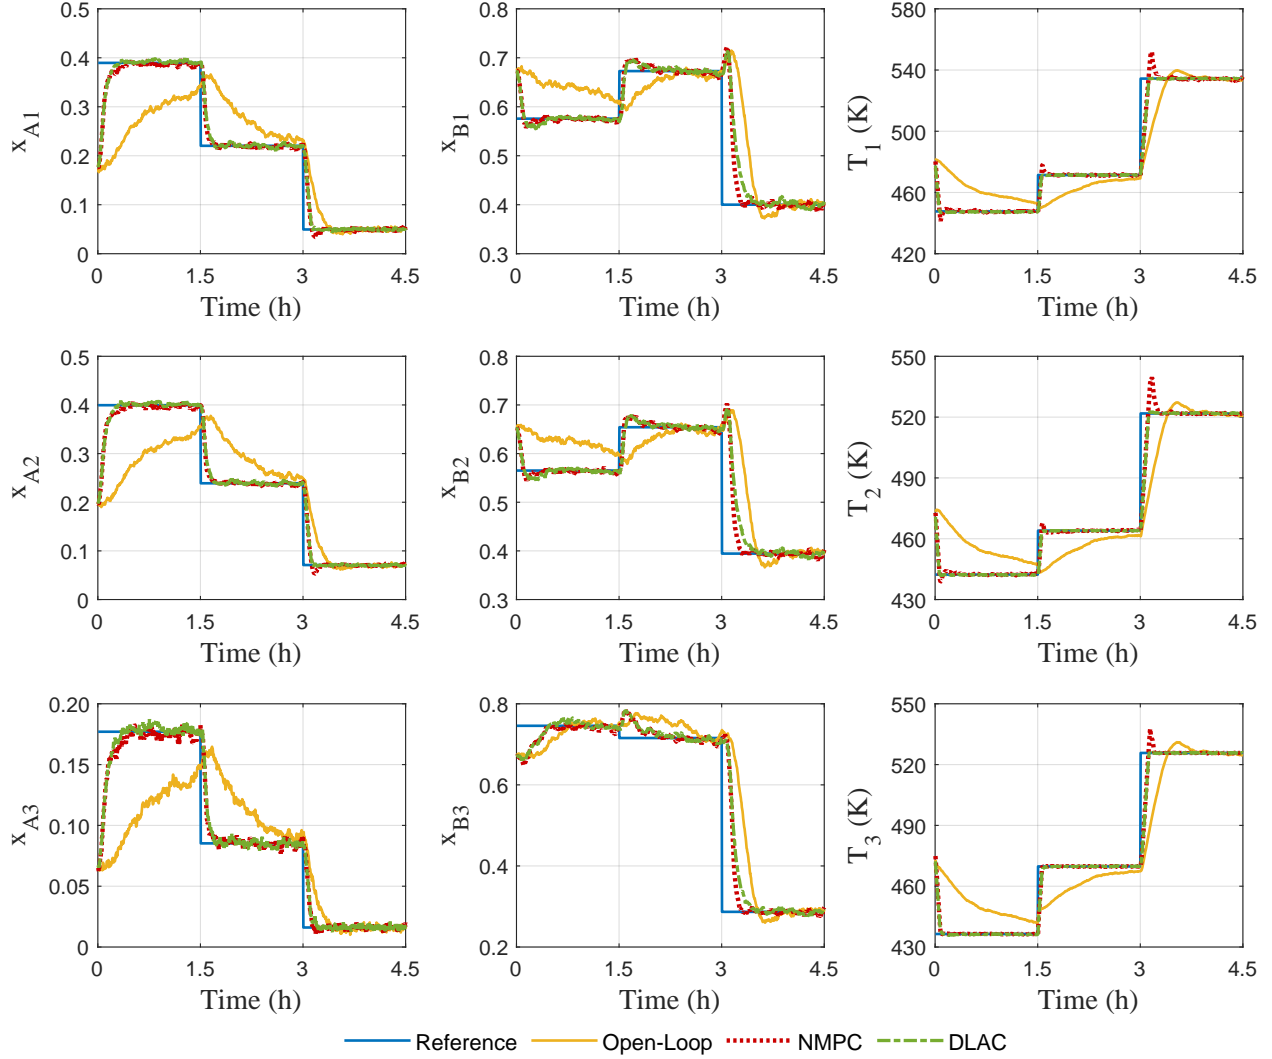 0.5
0.4
0.3
0.2
0.1
0
x_A1
0 1.5 3 4.5
Time (h)
0.8
0.7
0.6
0.5
0.4
0.3
x_B1
0 1.5 3 4.5
Time (h)
580
540
500
460
420
T_1 (K)
0 1.5 3 4.5
Time (h)
0.5
0.4
0.3
0.2
0.1
0
x_A2
0 1.5 3 4.5
Time (h)
0.8
0.7
0.6
0.5
0.4
0.3
x_B2
0 1.5 3 4.5
Time (h)
550
520
490
460
430
T_2 (K)
0 1.5 3 4.5
Time (h)
0.20
0.15
0.10
0.05
0
x_A3
0 1.5 3 4.5
Time (h)
0.8
0.6
0.4
0.2
x_B3
0 1.5 3 4.5
Time (h)
550
520
490
460
430
T_3 (K)
0 1.5 3 4.5
Time (h)
Reference Open-Loop NMPC DLAC